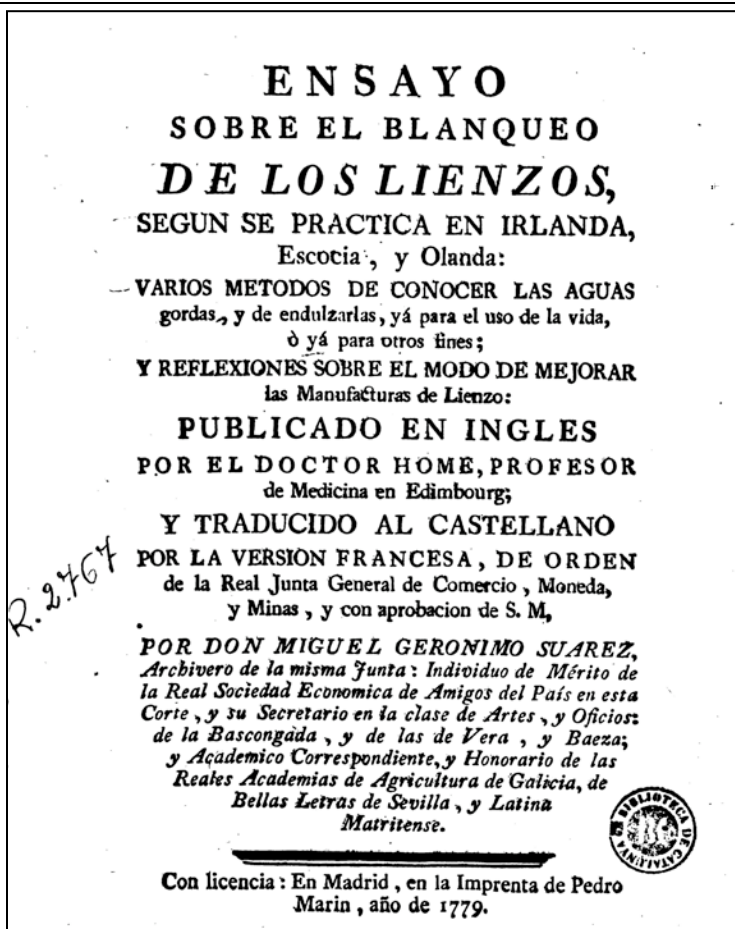 ENSAYO
SOBRE EL BLANQUEO
DE LOS LIENZOS,
SEGUN SE PRACTICA EN IRLANDA,
Escocia, y Olanda:
VARIOS METODOS DE CONOCER LAS AGUAS
gordas, y de endulzarlas, yá para el uso de la vida,
ò yá para otros fines;
Y REFLEXIONES SOBRE EL MODO DE MEJORAR
las Manufacturas de Lienzo:
PUBLICADO EN INGLES
POR EL DOCTOR HOME, PROFESOR
de Medicina en Edimbourg;
Y TRADUCIDO AL CASTELLANO
POR LA VERSION FRANCESA, DE ORDEN
de la Real Junta General de Comercio, Moneda,
y Minas, y con aprobacion de S. M,
R. 2.767
POR DON MIGUEL GERONIMO SUAREZ,
Archivero de la misma Junta: Individuo de Mérito de
la Real Sociedad Economica de Amigos del País en esta
Corte, y su Secretario en la clase de Artes, y Oficios:
de la Bascongada, y de las de Vera, y Baeza;
y Academico Correspondiente, y Honorario de las
Reales Academias de Agricultura de Galicia, de
Bellas Letras de Sevilla, y Latina
Matritense.
BIBLIOTECA DE CATALUNYA
BC
Con licencia: En Madrid, en la Imprenta de Pedro
Marin, año de 1779.